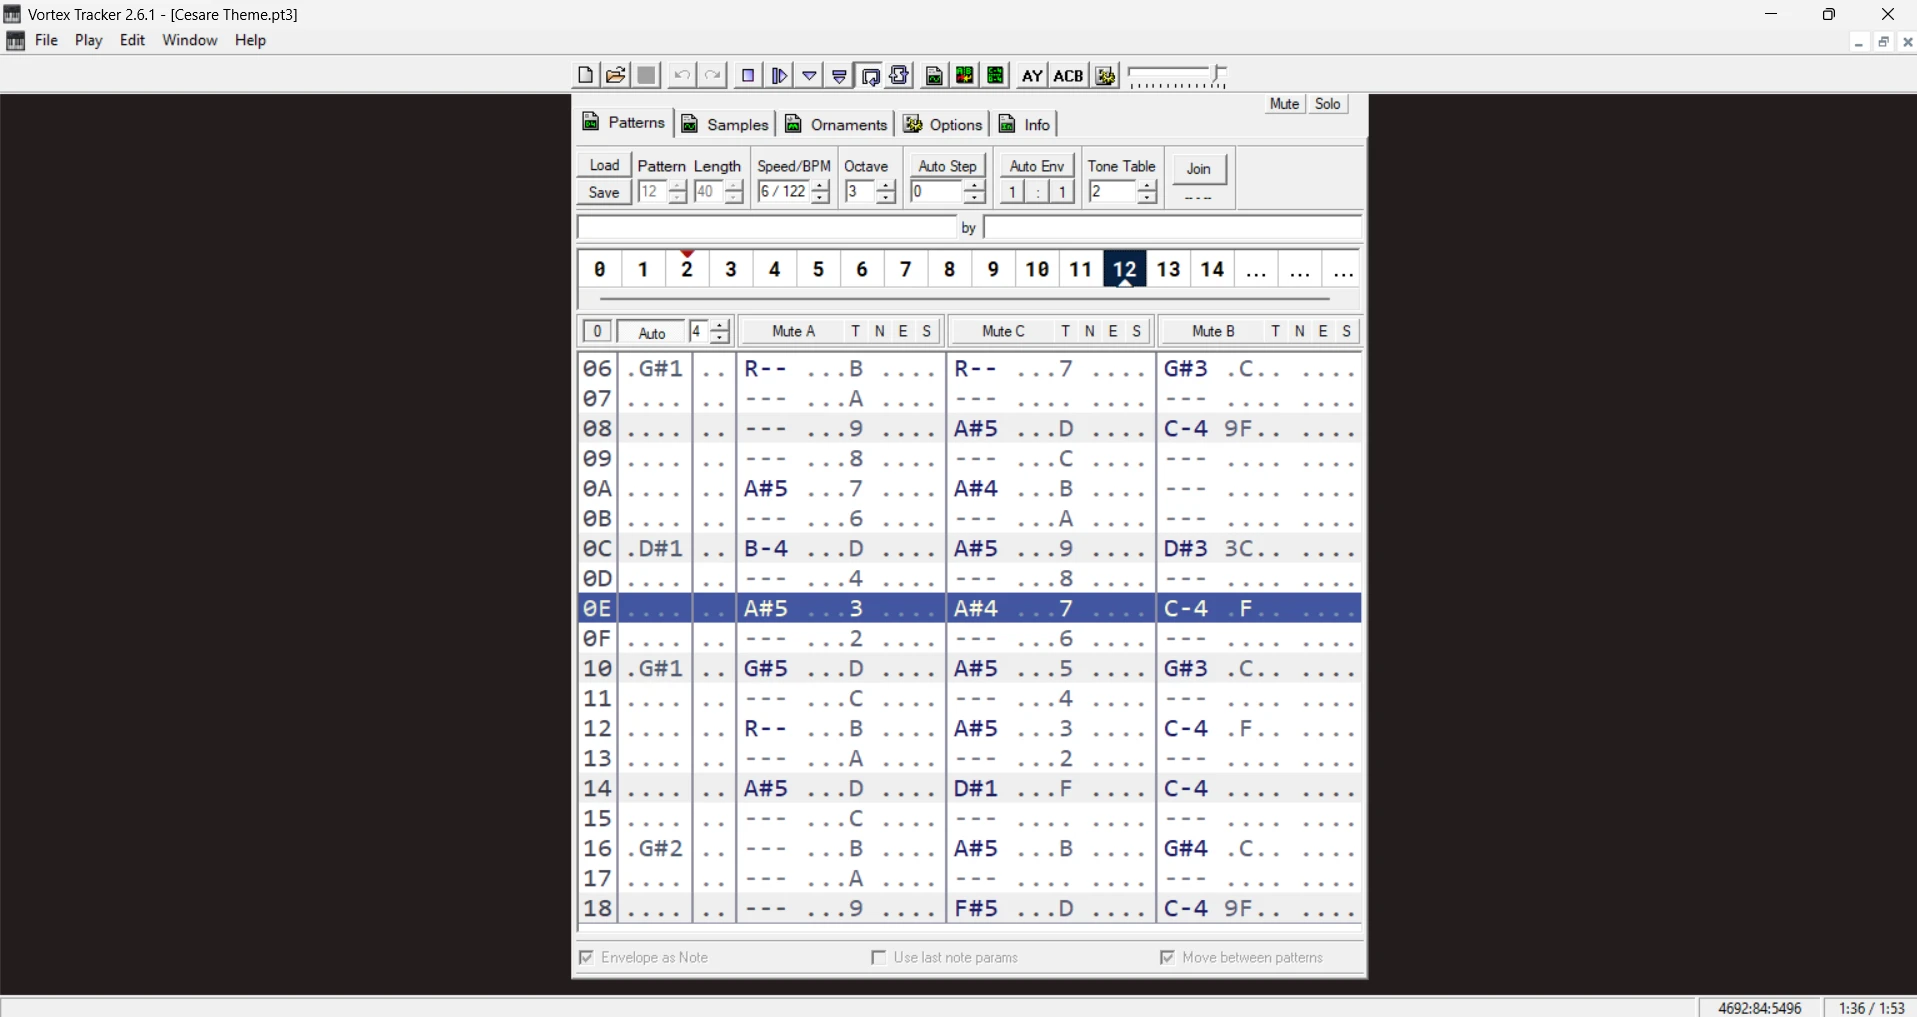 Vortex Tracker 2.6.1 - [Cesare Theme.pt3]
File Play Edit Window Help
AY ACB
Mute Solo
Patterns Samples Ornaments Options Info
Load Pattern Length Speed/BPM Octave Auto Step Auto Env Tone Table Join
Save 12 40 6 / 122 3 0 1 : 1 2 -- - --
by
0 1 2 3 4 5 6 7 8 9 10 11 12 13 14 ... ... ...
0 Auto 4 Mute A T N E S Mute C T N E S Mute B T N E S
06 .G#1 .. R-- ...B .... R-- ...7 .... G#3 .C.. ....
07 .... .. --- ...A .... --- .... .... --- .... ....
08 .... .. --- ...9 .... A#5 ...D .... C-4 9F.. ....
09 .... .. --- ...8 .... --- ...C .... --- .... ....
0A .... .. A#5 ...7 .... A#4 ...B .... --- .... ....
0B .... .. --- ...6 .... --- ...A .... --- .... ....
0C .D#1 .. B-4 ...D .... A#5 ...9 .... D#3 3C.. ....
0D .... .. --- ...4 .... --- ...8 .... --- .... ....
0E .... .. A#5 ...3 .... A#4 ...7 .... C-4 .F.. ....
0F .... .. --- ...2 .... --- ...6 .... --- .... ....
10 .G#1 .. G#5 ...D .... A#5 ...5 .... G#3 .C.. ....
11 .... .. --- ...C .... --- ...4 .... --- .... ....
12 .... .. R-- ...B .... A#5 ...3 .... C-4 .F.. ....
13 .... .. --- ...A .... --- ...2 .... --- .... ....
14 .... .. A#5 ...D .... D#1 ...F .... C-4 .... ....
15 .... .. --- ...C .... --- .... .... --- .... ....
16 .G#2 .. --- ...B .... A#5 ...B .... G#4 .C.. ....
17 .... .. --- ...A .... --- .... .... --- .... ....
18 .... .. --- ...9 .... F#5 ...D .... C-4 9F.. ....
Envelope as Note Use last note params Move between patterns
4692:84:5496 1:36 / 1:53